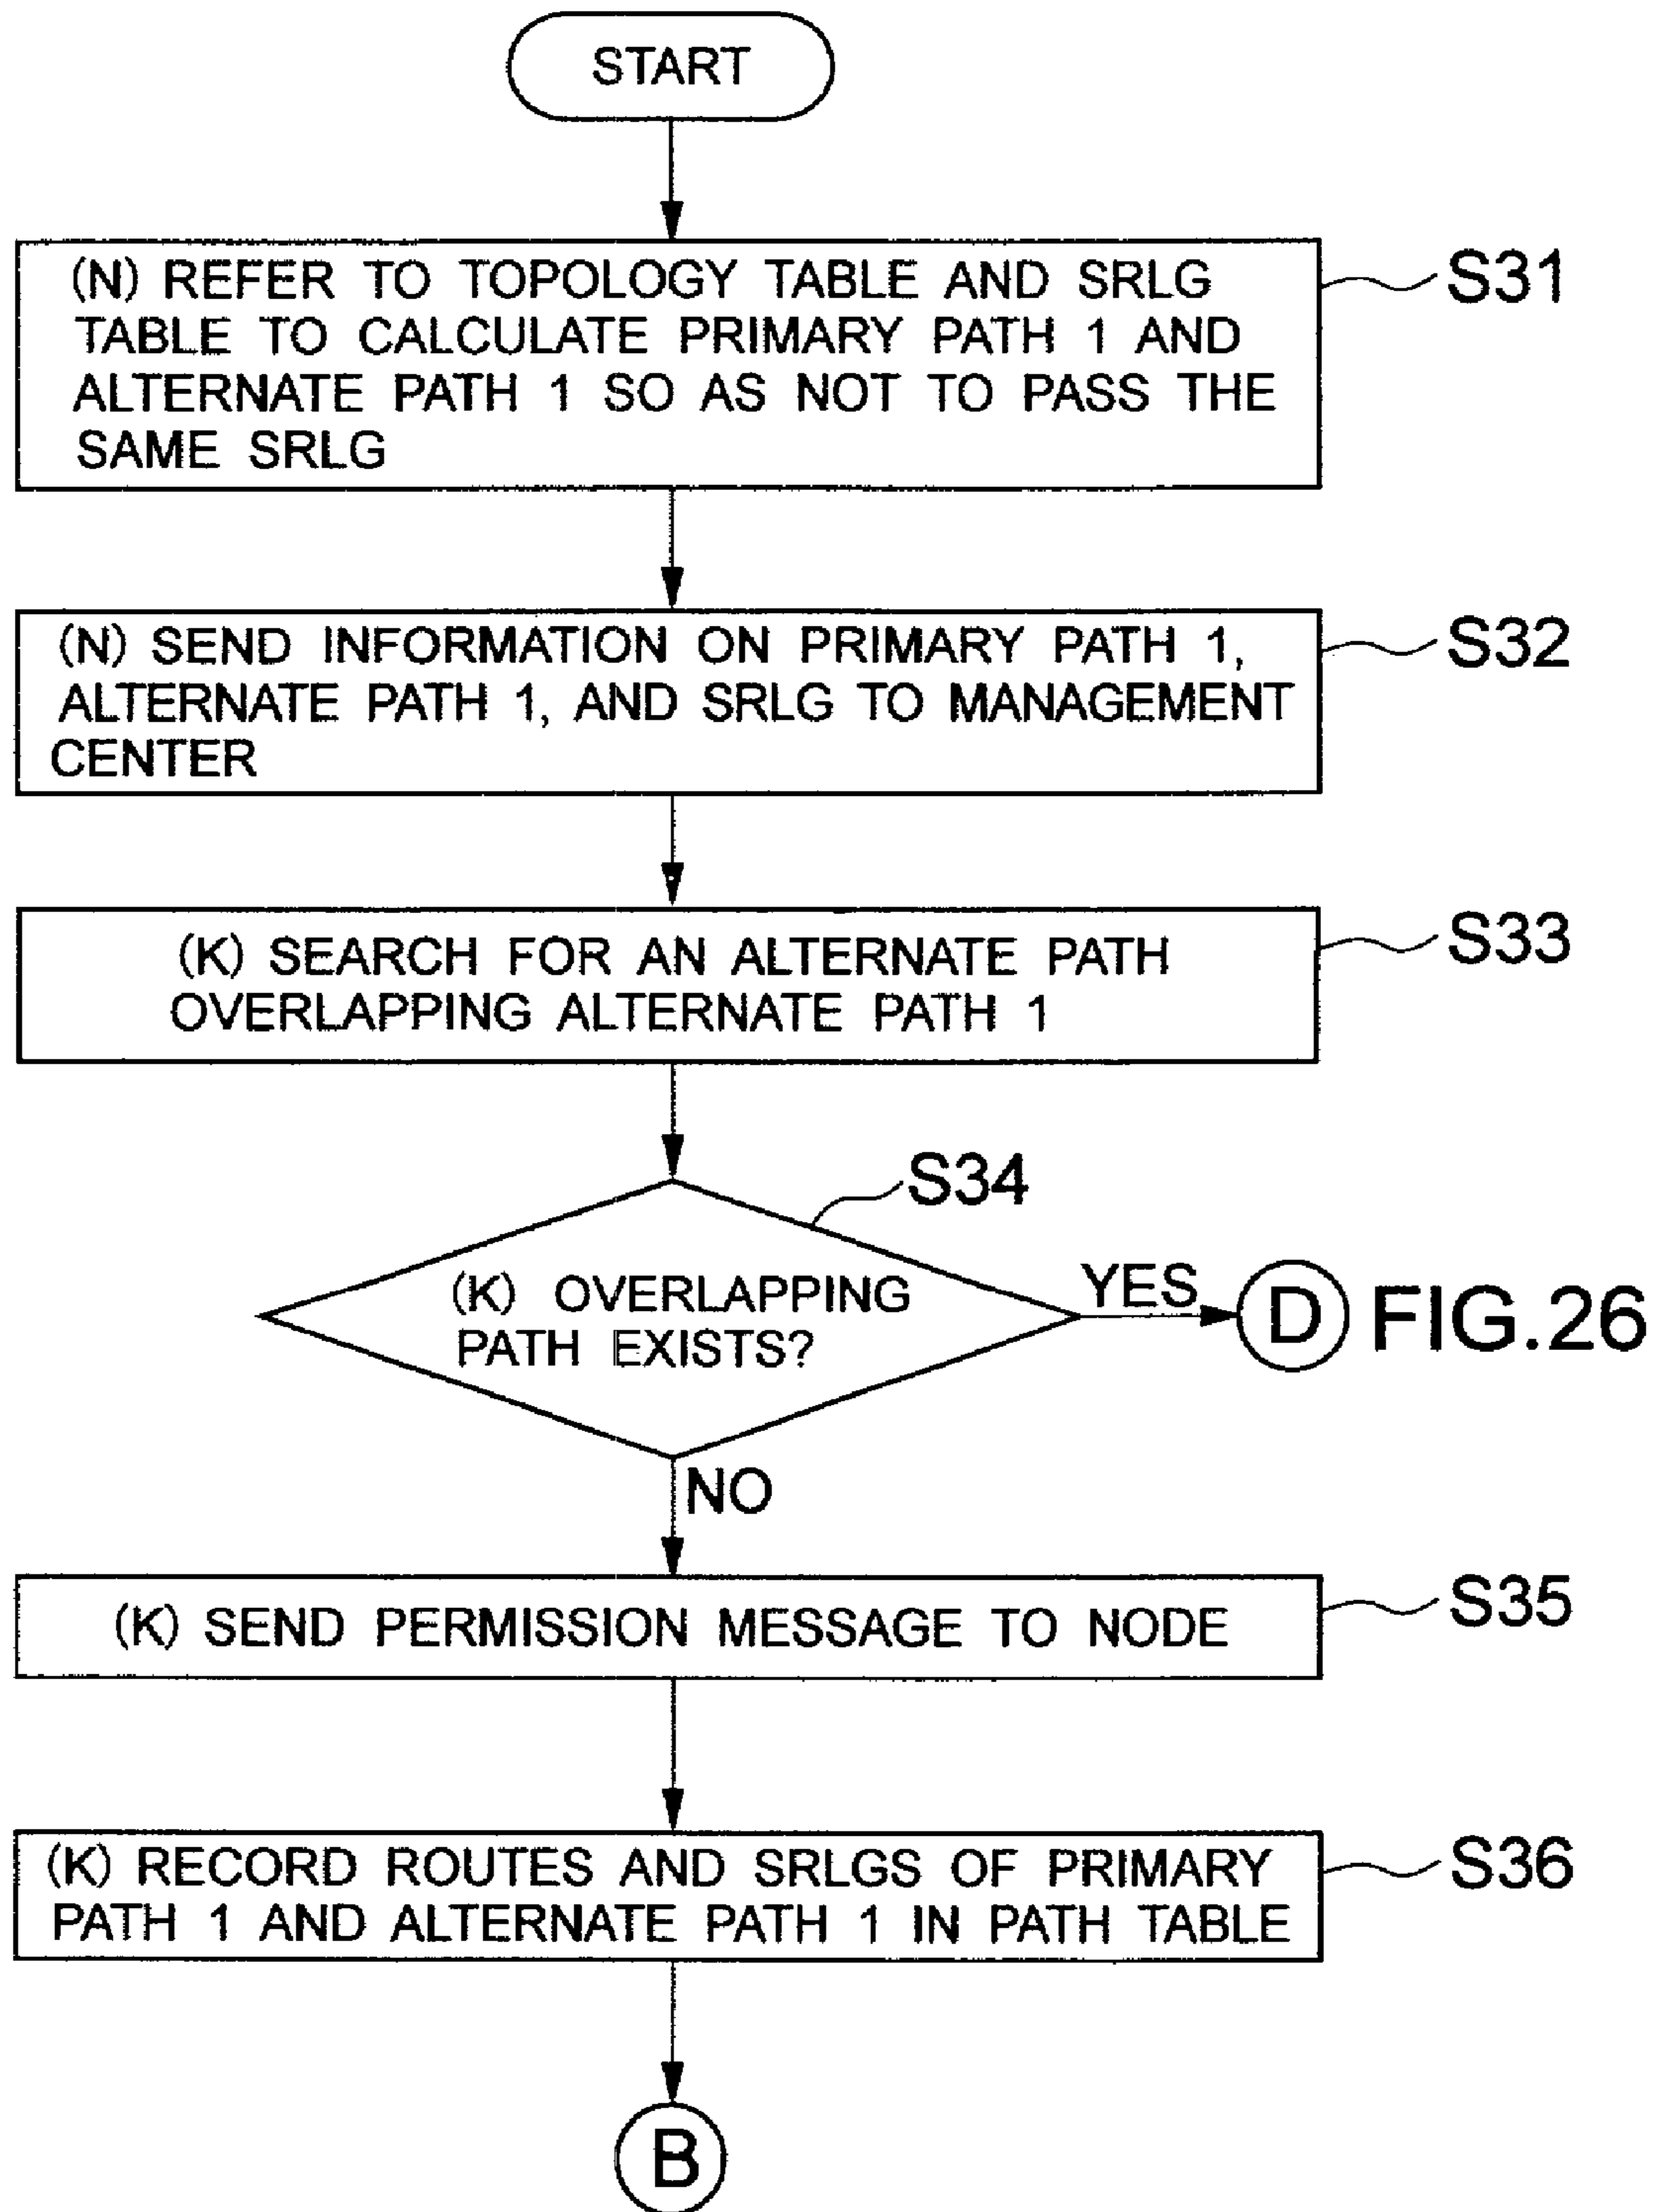 START
(N) REFER TO TOPOLOGY TABLE AND SRLG
TABLE TO CALCULATE PRIMARY PATH 1 AND
ALTERNATE PATH 1 SO AS NOT TO PASS THE
SAME SRLG
S31
(N) SEND INFORMATION ON PRIMARY PATH 1,
ALTERNATE PATH 1, AND SRLG TO MANAGEMENT
CENTER
S32
(K) SEARCH FOR AN ALTERNATE PATH
OVERLAPPING ALTERNATE PATH 1
S33
S34
(K) OVERLAPPING
PATH EXISTS?
YES
D
FIG.26
NO
(K) SEND PERMISSION MESSAGE TO NODE
S35
(K) RECORD ROUTES AND SRLGS OF PRIMARY
PATH 1 AND ALTERNATE PATH 1 IN PATH TABLE
S36
B